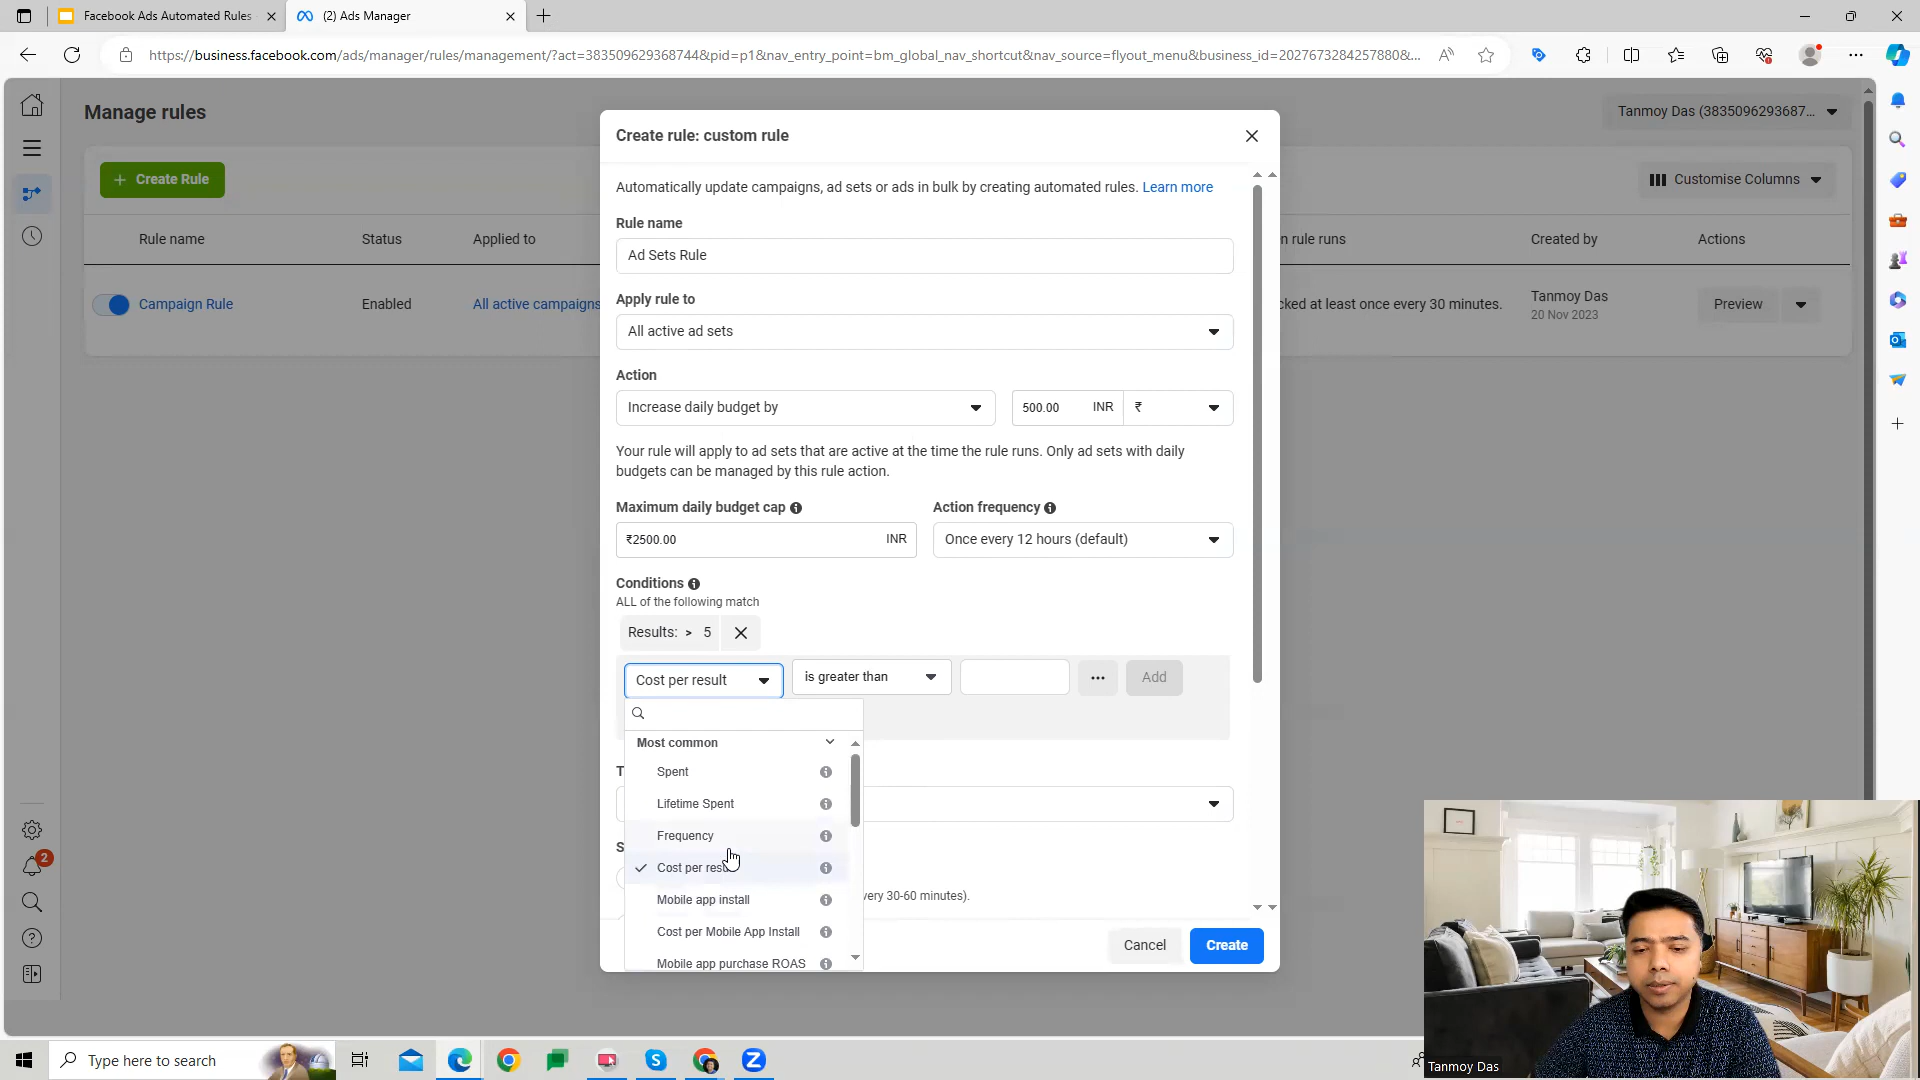 Facebook Ads Automated Rules
(2) Ads Manager
https://business.facebook.com/ads/manager/rules/management/?act=383509629368744&pid=p1&nav_entry_point=bm_global_nav_shortcut&nav_source=flyout_menu&business_id=2027673284257880&...
Manage rules
Tanmoy Das (3835096293687...
Create Rule
Customise Columns
Rule name
Status
Applied to
n rule runs
Created by
Actions
Campaign Rule
Enabled
All active campaigns
cked at least once every 30 minutes.
Tanmoy Das
20 Nov 2023
Preview
Create rule: custom rule
Automatically update campaigns, ad sets or ads in bulk by creating automated rules. Learn more
Rule name
Ad Sets Rule
Apply rule to
All active ad sets
Action
Increase daily budget by
500.00 INR
₹
Your rule will apply to ad sets that are active at the time the rule runs. Only ad sets with daily
budgets can be managed by this rule action.
Maximum daily budget cap
Action frequency
₹2500.00 INR
Once every 12 hours (default)
Conditions
ALL of the following match
Results: > 5
Cost per result
is greater than
Add
Most common
Spent
Lifetime Spent
Frequency
Cost per resu
Mobile app install
Cost per Mobile App Install
Mobile app purchase ROAS
T
S
very 30-60 minutes).
Cancel
Create
2
Type here to search
Tanmoy Das